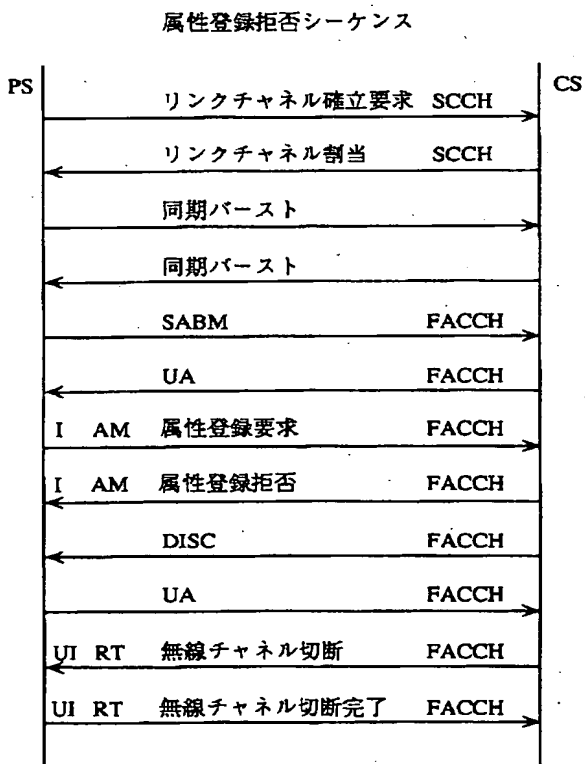 属性登録拒否シーケンス
PS
CS
リンクチャネル確立要求 SCCH
リンクチャネル割当 SCCH
同期バースト
同期バースト
SABM FACCH
UA FACCH
I AM 属性登録要求 FACCH
I AM 属性登録拒否 FACCH
DISC FACCH
UA FACCH
UI RT 無線チャネル切断 FACCH
UI RT 無線チャネル切断完了 FACCH